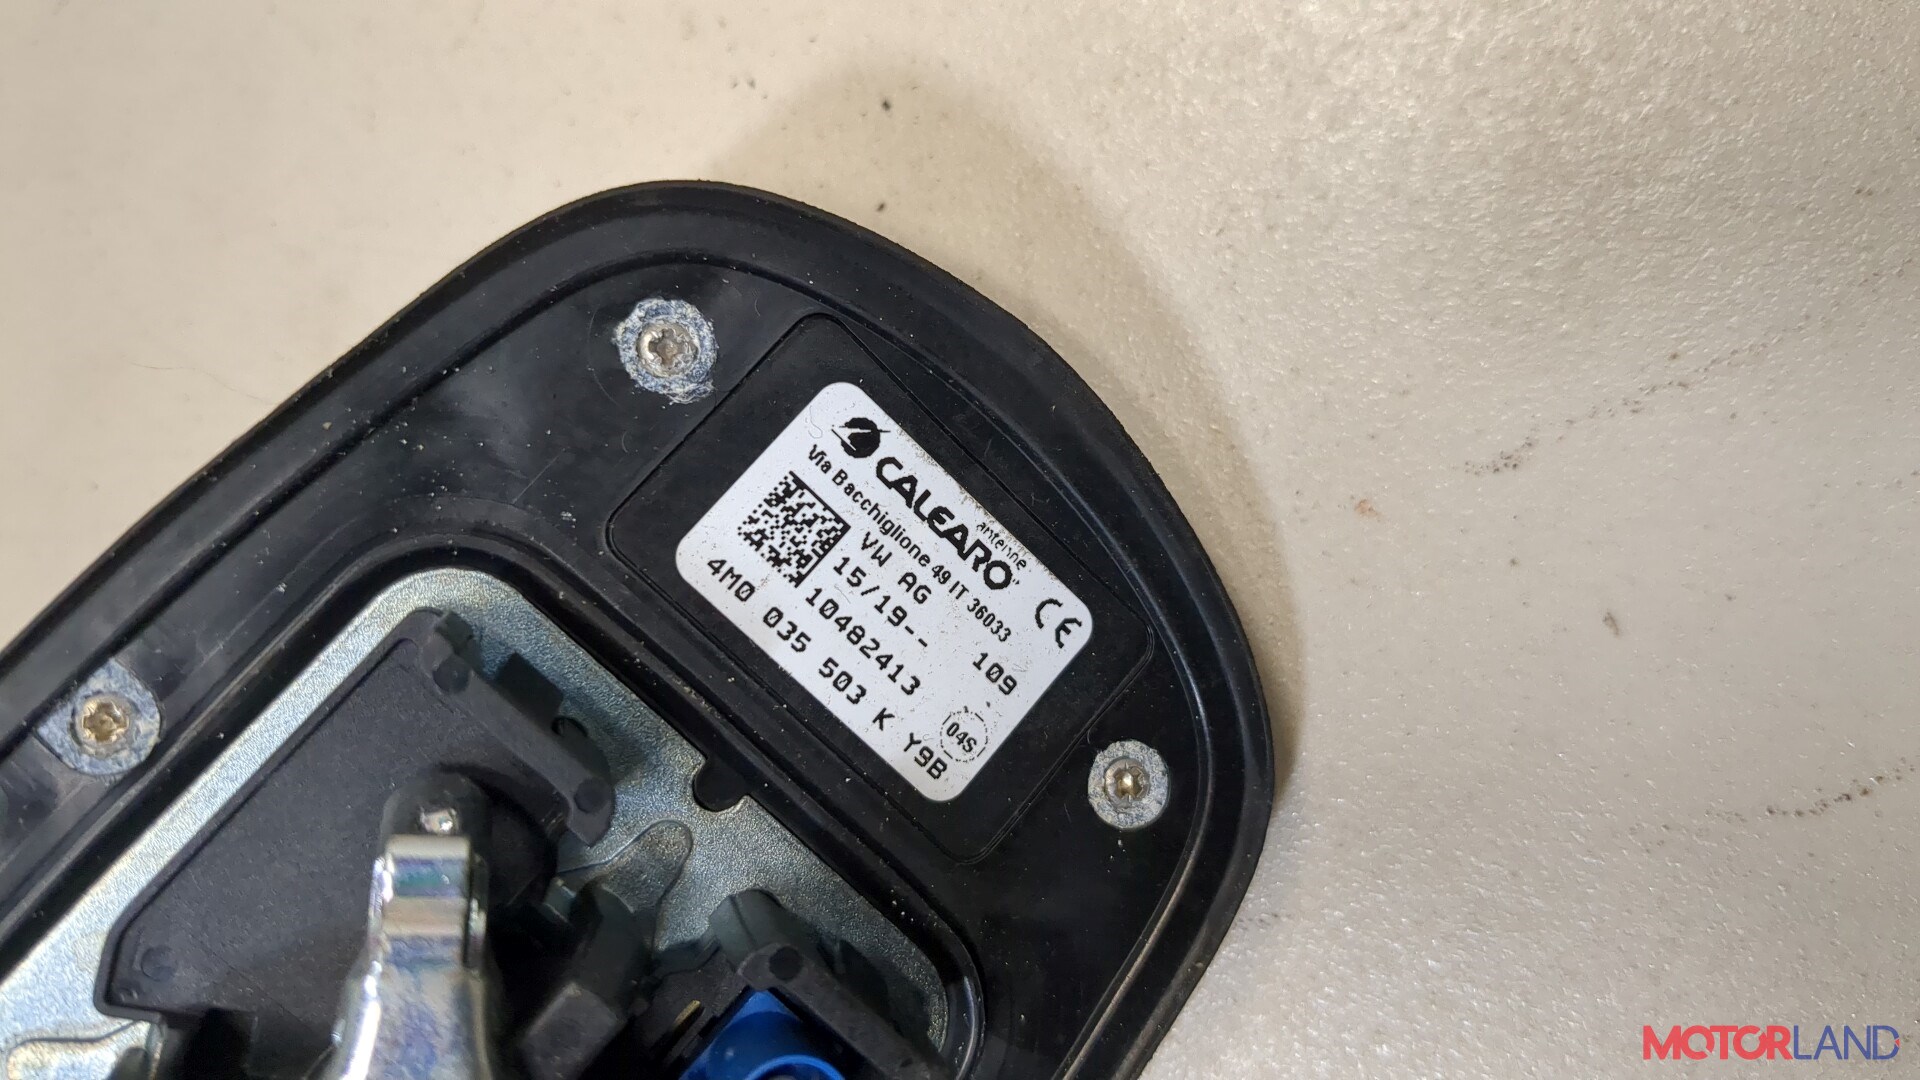 CALEARO
antenne
Via Bacchiglione 49 IT 36033
CE
VW AG
15/19-- 109
10482413
04S
4M0 035 503 K Y9B
MOTORLAND